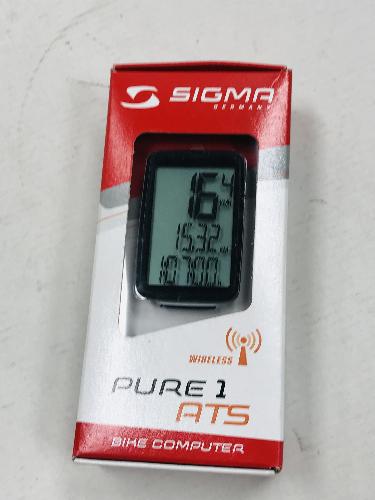 SIGMA
GERMANY
16.4
15.32
10700
WIRELESS
PURE 1
ATS
BIKE COMPUTER